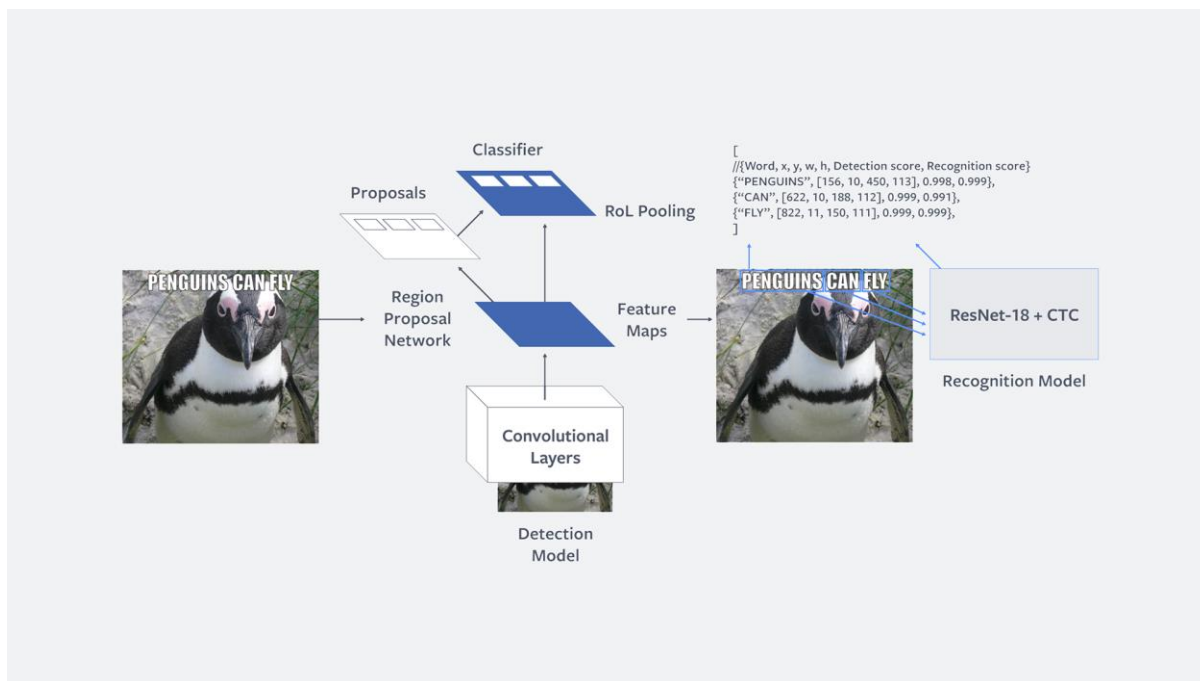 Classifier
Proposals
RoL Pooling
PENGUINS CAN FLY
Region
Proposal
Network
Feature
Maps
Convolutional
Layers
Detection
Model
[
//{Word, x, y, w, h, Detection score, Recognition score}
{“PENGUINS”, [156, 10, 450, 113], 0.998, 0.999},
{“CAN”, [622, 10, 188, 112], 0.999, 0.991},
{“FLY”, [822, 11, 150, 111], 0.999, 0.999},
]
PENGUINS CAN FLY
ResNet-18 + CTC
Recognition Model